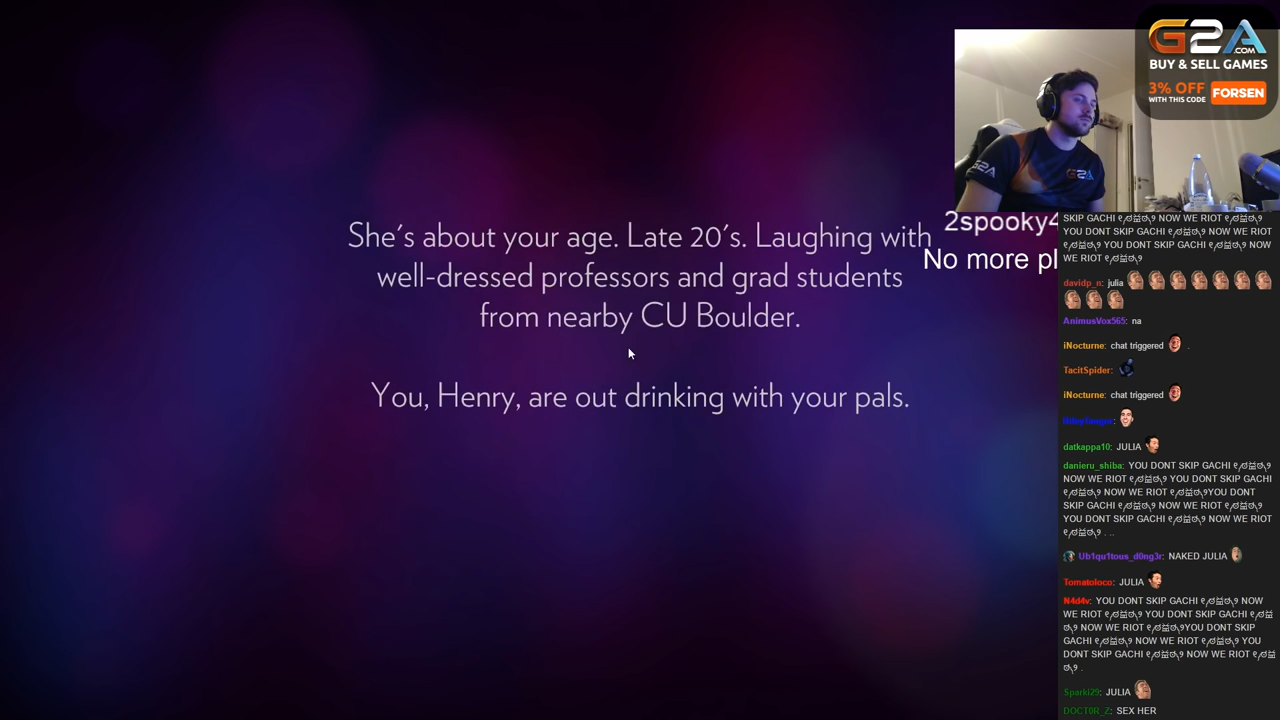 She's about your age. Late 20's. Laughing with
well-dressed professors and grad students
from nearby CU Boulder.
You, Henry, are out drinking with your pals.
G2A
.COM
BUY & SELL GAMES
3% OFF
WITH THIS CODE
FORSEN
G2A
G2A
2spooky4
No more pl
SKIP GACHI NOW WE RIOT
YOU DONT SKIP GACHI NOW WE RIOT
YOU DONT SKIP GACHI NOW
WE RIOT
davidp_n: julia
AnimusVox565: na
iNocturne: chat triggered .
TacitSpider:
iNocturne: chat triggered
datkappa10: JULIA
danieru_shiba: YOU DONT SKIP GACHI
NOW WE RIOT YOU DONT SKIP GACHI
NOW WE RIOT YOU DONT
SKIP GACHI NOW WE RIOT
YOU DONT SKIP GACHI NOW WE RIOT
. ..
Ub1qu1tous_d0ng3r: NAKED JULIA
Tomatoloco: JULIA
N4d4v: YOU DONT SKIP GACHI NOW
WE RIOT YOU DONT SKIP GACHI
NOW WE RIOT YOU DONT SKIP
GACHI NOW WE RIOT YOU
DONT SKIP GACHI NOW WE RIOT
.
Sparki29: JULIA
DOCT0R_Z: SEX HER